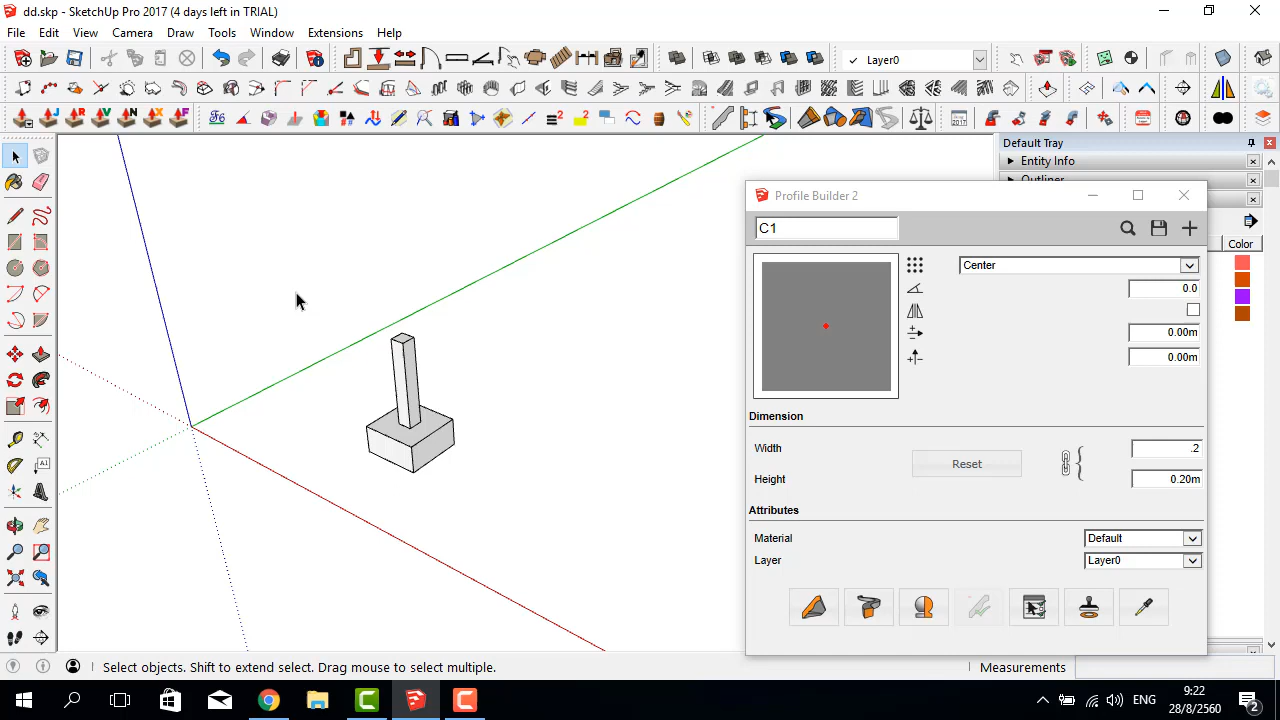 dd.skp - SketchUp Pro 2017 (4 days left in TRIAL)
File Edit View Camera Draw Tools Window Extensions Help
Layer0
Default Tray
Entity Info
Profile Builder 2
C1
Color
Center
0.0
0.00m
0.00m
Dimension
Width .2
Reset
Height 0.20m
Attributes
Material Default
Layer Layer0
Select objects. Shift to extend select. Drag mouse to select multiple.
Measurements
ENG
9:22
28/8/2560
2